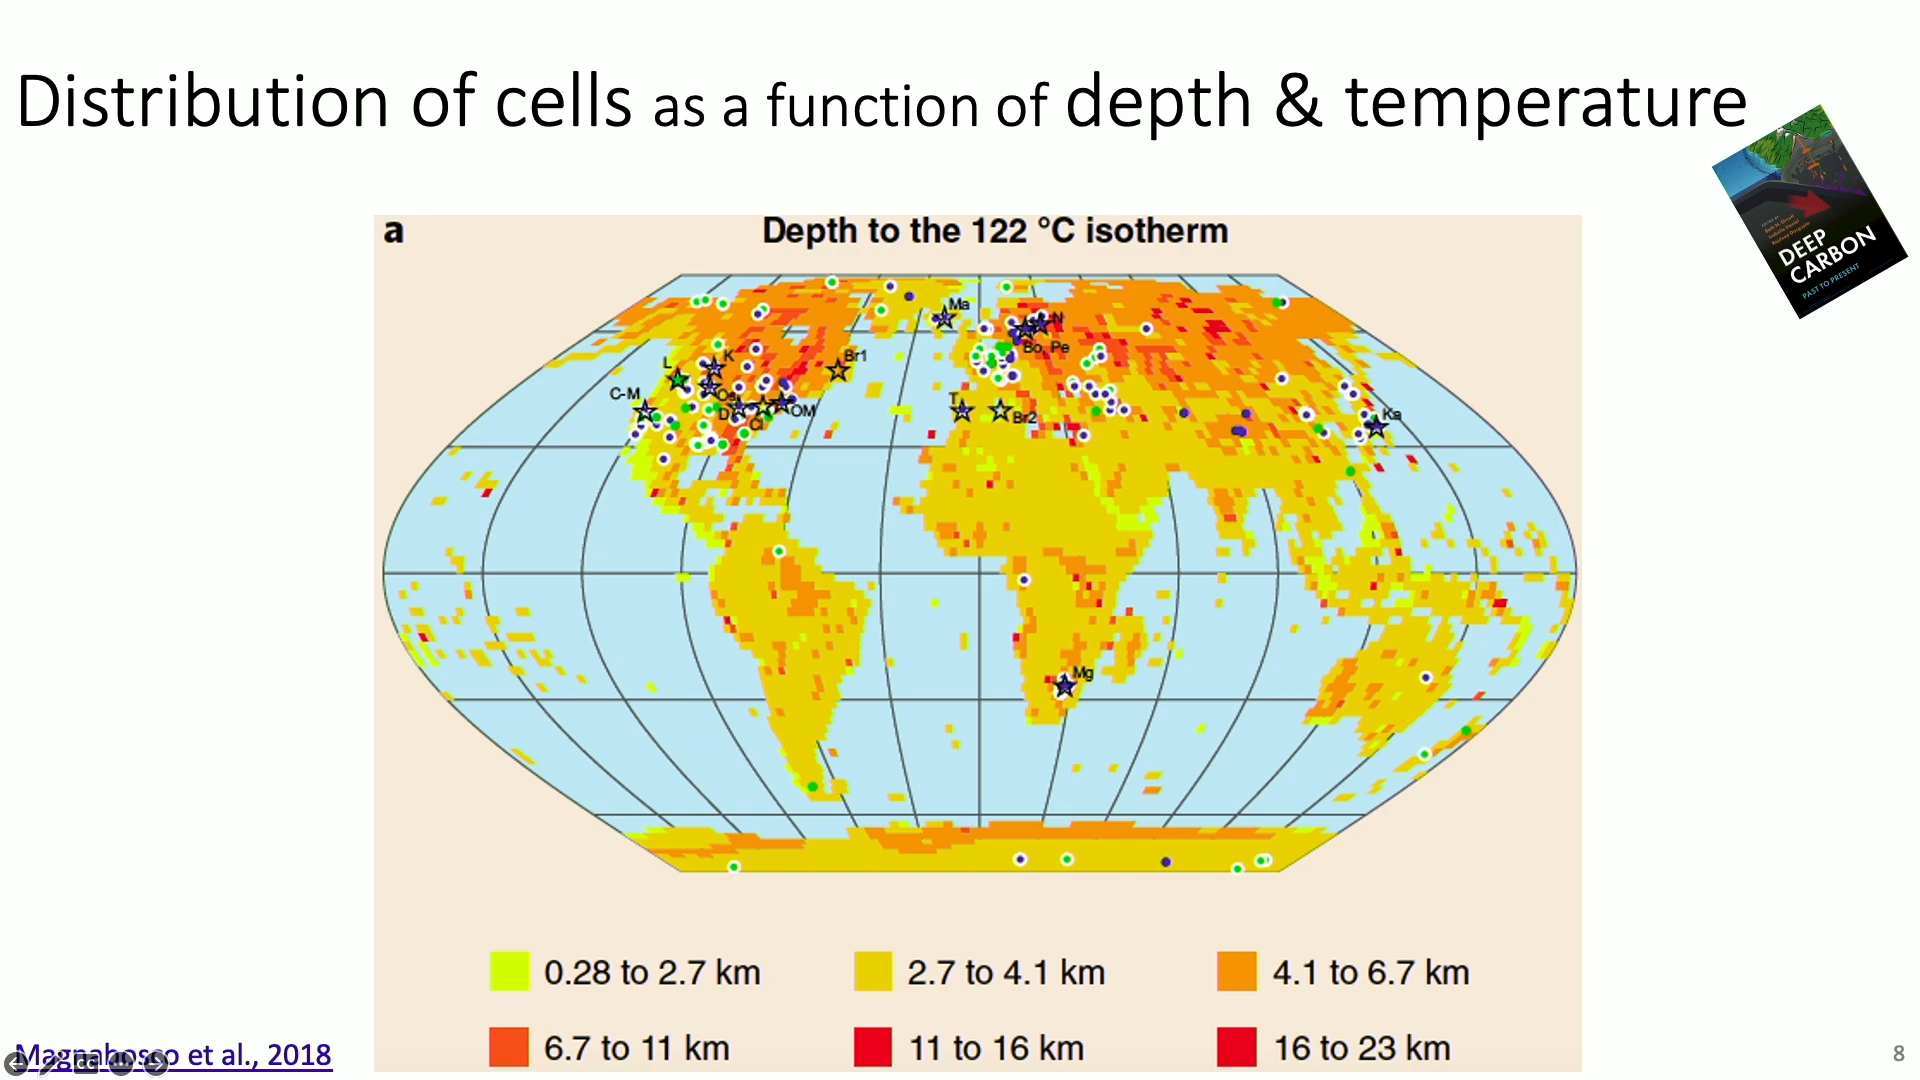 Distribution of cells as a function of depth & temperature
DEEP
CARBON
PAST TO PRESENT
a
Depth to the 122 °C isotherm
Ma
N
Bo, Pe
L
K
Br1
C-M
Os
D
Cl
OM
T
Br2
Ka
Mg
0.28 to 2.7 km
2.7 to 4.1 km
4.1 to 6.7 km
6.7 to 11 km
11 to 16 km
16 to 23 km
Magnabosco et al., 2018
8